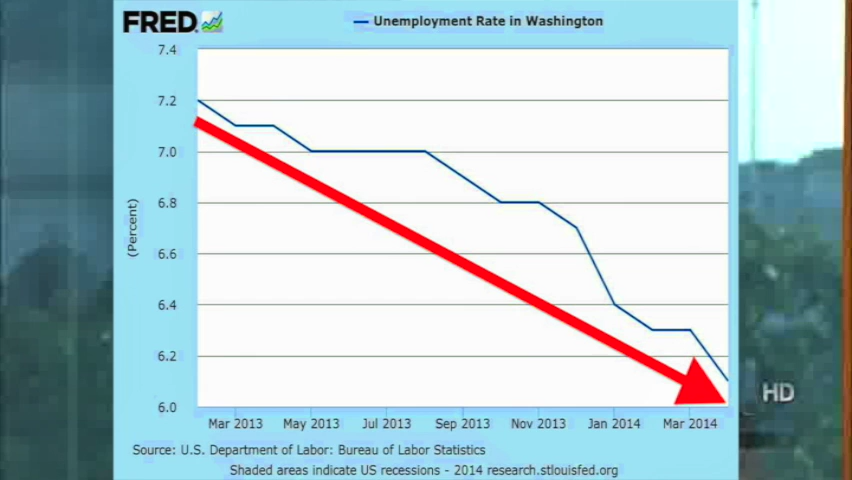 FRED
Unemployment Rate in Washington
7.4
7.2
7.0
6.8
6.6
6.4
6.2
6.0
(Percent)
Mar 2013 May 2013 Jul 2013 Sep 2013 Nov 2013 Jan 2014 Mar 2014
Source: U.S. Department of Labor: Bureau of Labor Statistics
Shaded areas indicate US recessions - 2014 research.stlouisfed.org
HD